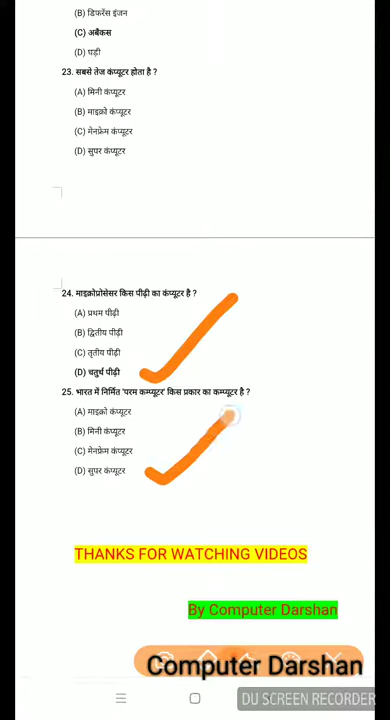 (B) डिफरेंस इंजन
(C) अबैकस
(D) घड़ी
23. सबसे तेज कंप्यूटर होता है ?
(A) मिनी कंप्यूटर
(B) माइक्रो कंप्यूटर
(C) मेनफ्रेम कंप्यूटर
(D) सुपर कंप्यूटर
24. माइक्रोप्रोसेसर किस पीढ़ी का कंप्यूटर है ?
(A) प्रथम पीढ़ी
(B) द्वितीय पीढ़ी
(C) तृतीय पीढ़ी
(D) चतुर्थ पीढ़ी
25. भारत में निर्मित 'परम कम्प्यूटर' किस प्रकार का कम्प्यूटर है ?
(A) माइक्रो कंप्यूटर
(B) मिनी कंप्यूटर
(C) मेनफ्रेम कंप्यूटर
(D) सुपर कंप्यूटर
THANKS FOR WATCHING VIDEOS
By Computer Darshan
Computer Darshan
DU SCREEN RECORDER